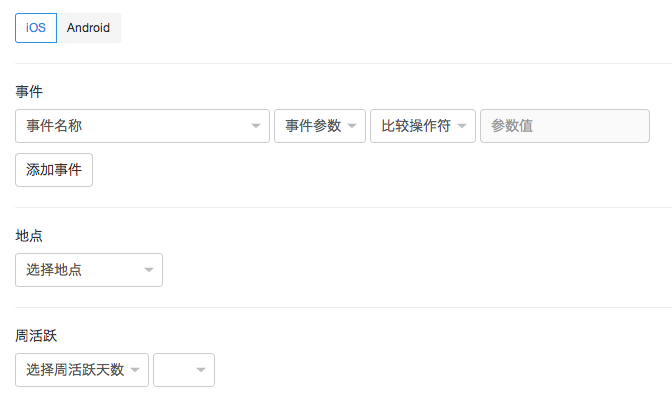 iOS Android
事件
事件名称 事件参数 比较操作符 参数值
添加事件
地点
选择地点
周活跃
选择周活跃天数